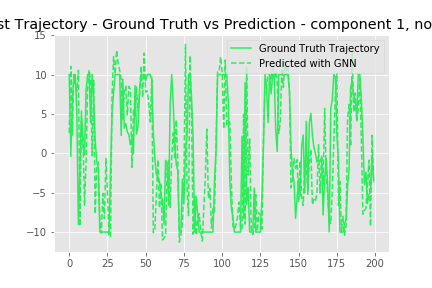 st Trajectory - Ground Truth vs Prediction - component 1, no
Ground Truth Trajectory
Predicted with GNN
15
10
5
0
−5
−10
0 25 50 75 100 125 150 175 200